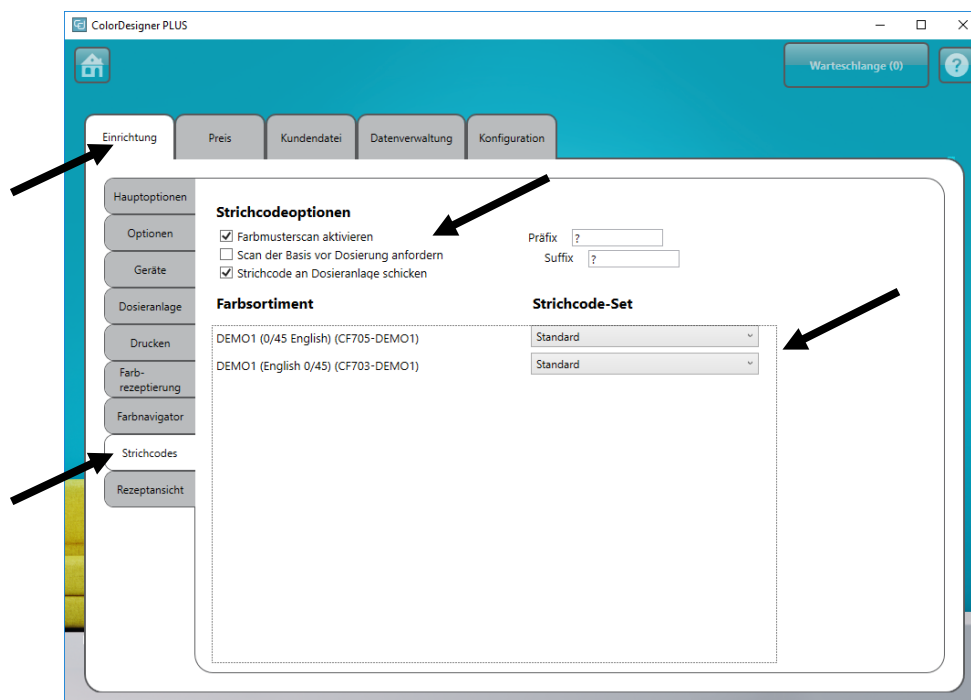 ColorDesigner PLUS
Warteschlange (0)
?
Einrichtung
Preis
Kundendatei
Datenverwaltung
Konfiguration
Hauptoptionen
Optionen
Geräte
Dosieranlage
Drucken
Farb-
rezeptierung
Farbnavigator
Strichcodes
Rezeptansicht
Strichcodeoptionen
Farbmusterscan aktivieren
Scan der Basis vor Dosierung anfordern
Strichcode an Dosieranlage schicken
Präfix ?
Suffix ?
Farbsortiment Strichcode-Set
DEMO1 (0/45 English) (CF705-DEMO1) Standard
DEMO1 (English 0/45) (CF703-DEMO1) Standard